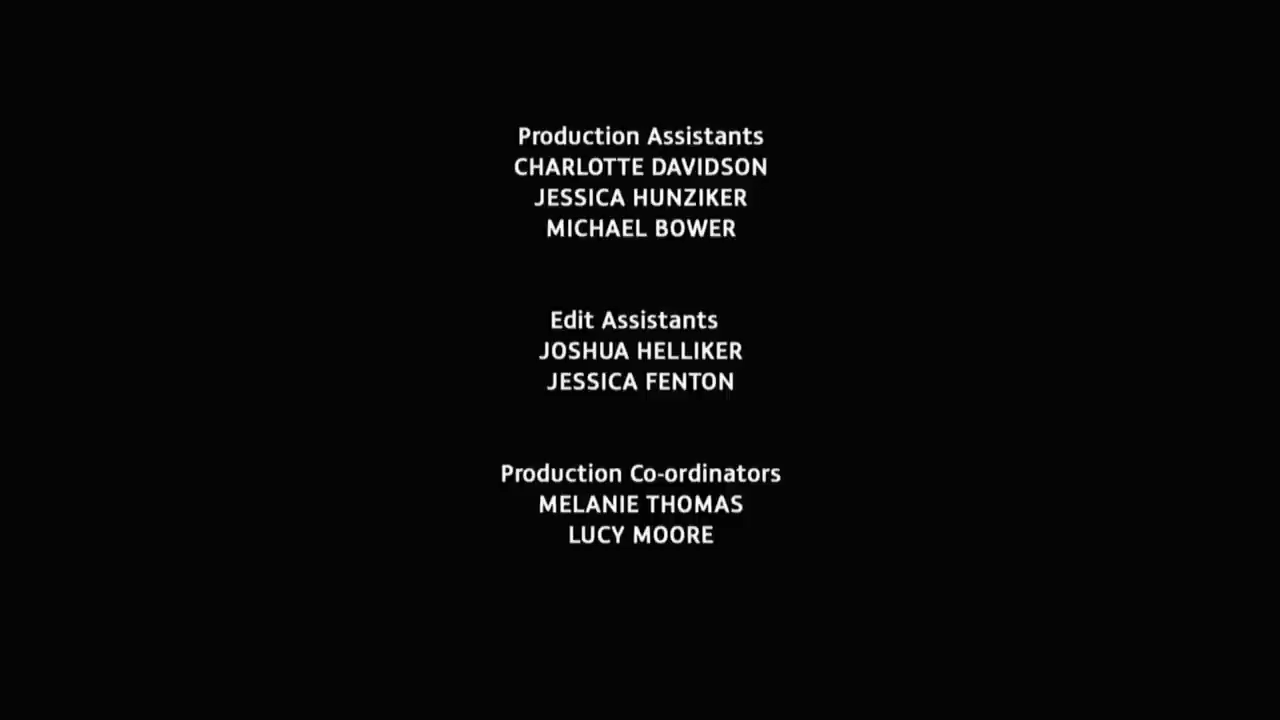 Production Assistants
CHARLOTTE DAVIDSON
JESSICA HUNZIKER
MICHAEL BOWER
Edit Assistants
JOSHUA HELLIKER
JESSICA FENTON
Production Co-ordinators
MELANIE THOMAS
LUCY MOORE